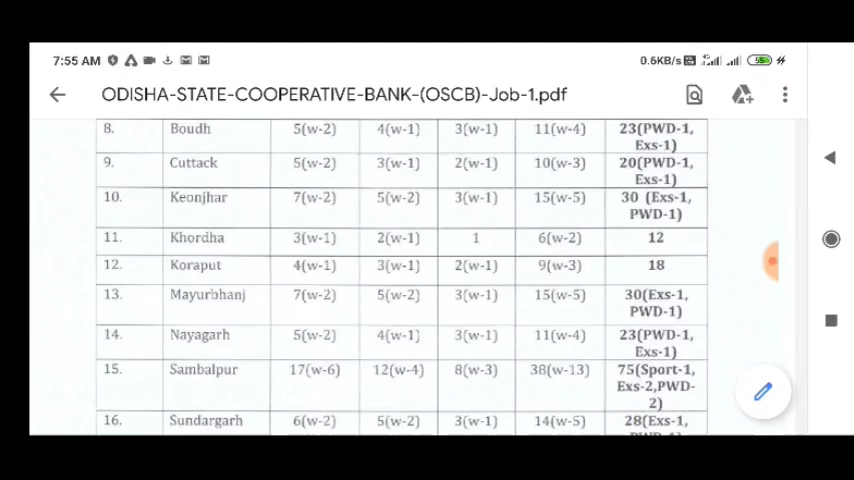 7:55 AM 0.6KB/s 55
ODISHA-STATE-COOPERATIVE-BANK-(OSCB)-Job-1.pdf
8. Boudh 5(w-2) 4(w-1) 3(w-1) 11(w-4) 23(PWD-1,
Exs-1)
9. Cuttack 5(w-2) 3(w-1) 2(w-1) 10(w-3) 20(PWD-1,
Exs-1)
10. Keonjhar 7(w-2) 5(w-2) 3(w-1) 15(w-5) 30 (Exs-1,
PWD-1)
11. Khordha 3(w-1) 2(w-1) 1 6(w-2) 12
12. Koraput 4(w-1) 3(w-1) 2(w-1) 9(w-3) 18
13. Mayurbhanj 7(w-2) 5(w-2) 3(w-1) 15(w-5) 30(Exs-1,
PWD-1)
14. Nayagarh 5(w-2) 4(w-1) 3(w-1) 11(w-4) 23(PWD-1,
Exs-1)
15. Sambalpur 17(w-6) 12(w-4) 8(w-3) 38(w-13) 75(Sport-1,
Exs-2,PWD-
2)
16. Sundargarh 6(w-2) 5(w-2) 3(w-1) 14(w-5) 28(Exs-1,